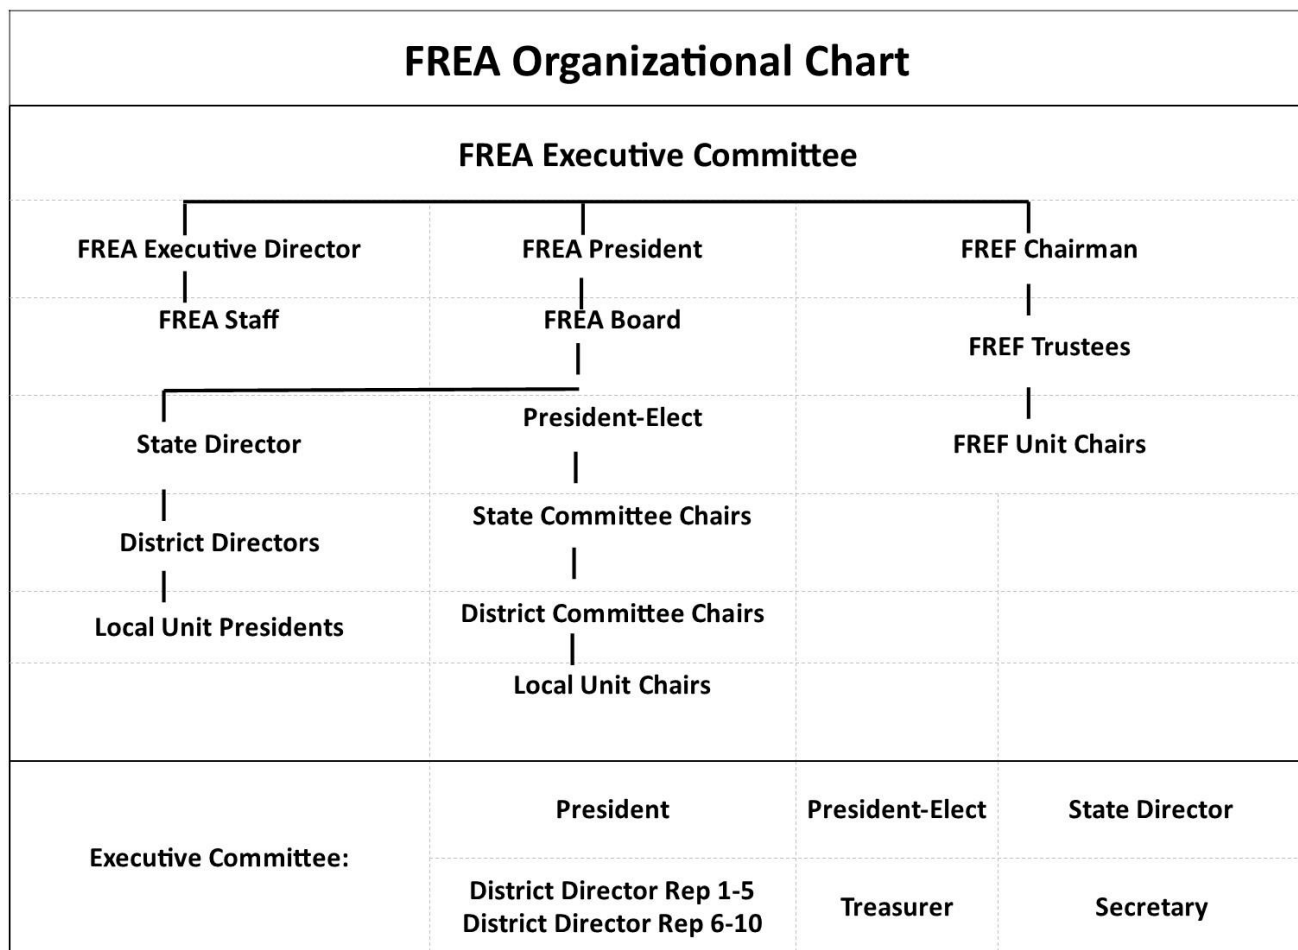 FREA Organizational Chart
FREA Executive Committee
FREA Executive Director
FREA President
FREF Chairman
FREA Staff
FREA Board
FREF Trustees
President-Elect
State Director
FREF Unit Chairs
State Committee Chairs
District Directors
District Committee Chairs
Local Unit Presidents
Local Unit Chairs
Executive Committee:
President
President-Elect
State Director
District Director Rep 1-5
District Director Rep 6-10
Treasurer
Secretary